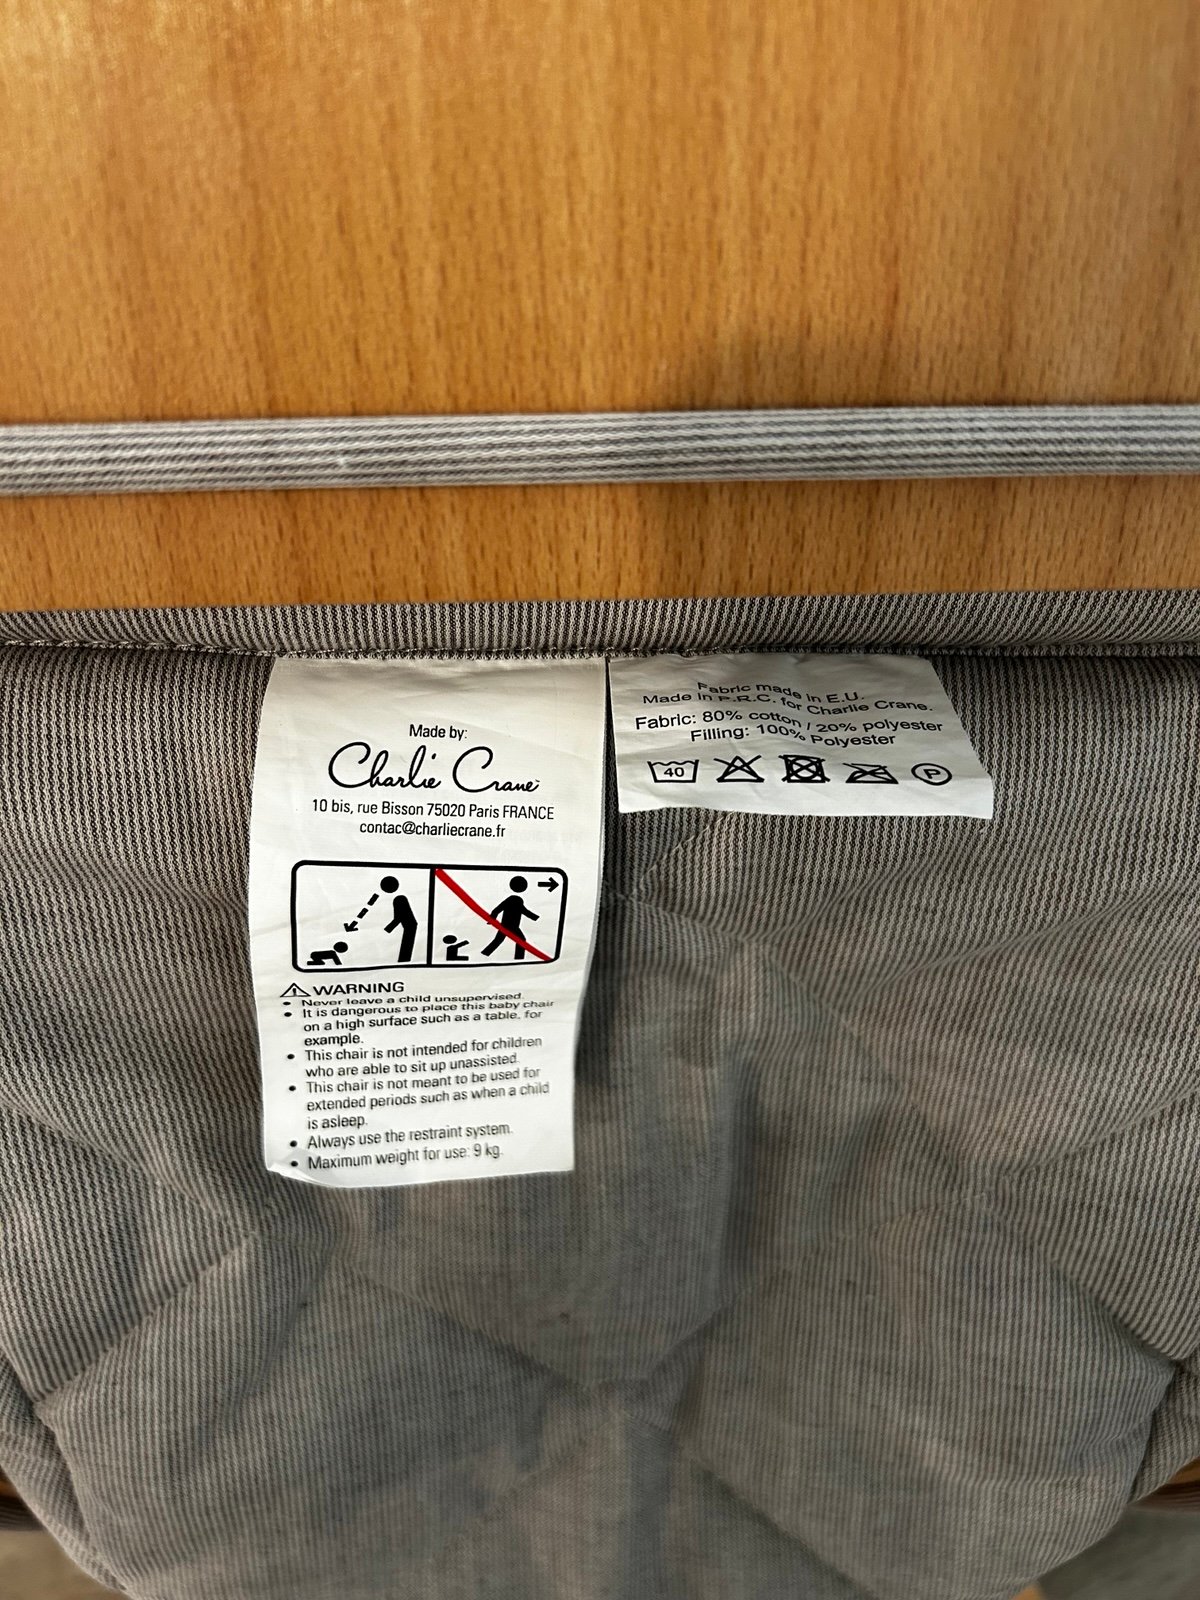 Made by:
Charlie Crane™
10 bis, rue Bisson 75020 Paris FRANCE
contac@charliecrane.fr
WARNING
• Never leave a child unsupervised.
• It is dangerous to place this baby chair
on a high surface such as a table, for
example.
• This chair is not intended for children
who are able to sit up unassisted.
• This chair is not meant to be used for
extended periods such as when a child
is asleep.
• Always use the restraint system.
• Maximum weight for use: 9 kg.
Fabric made in E.U.
Made in P.R.C. for Charlie Crane.
Fabric: 80% cotton / 20% polyester
Filling: 100% Polyester
40
P